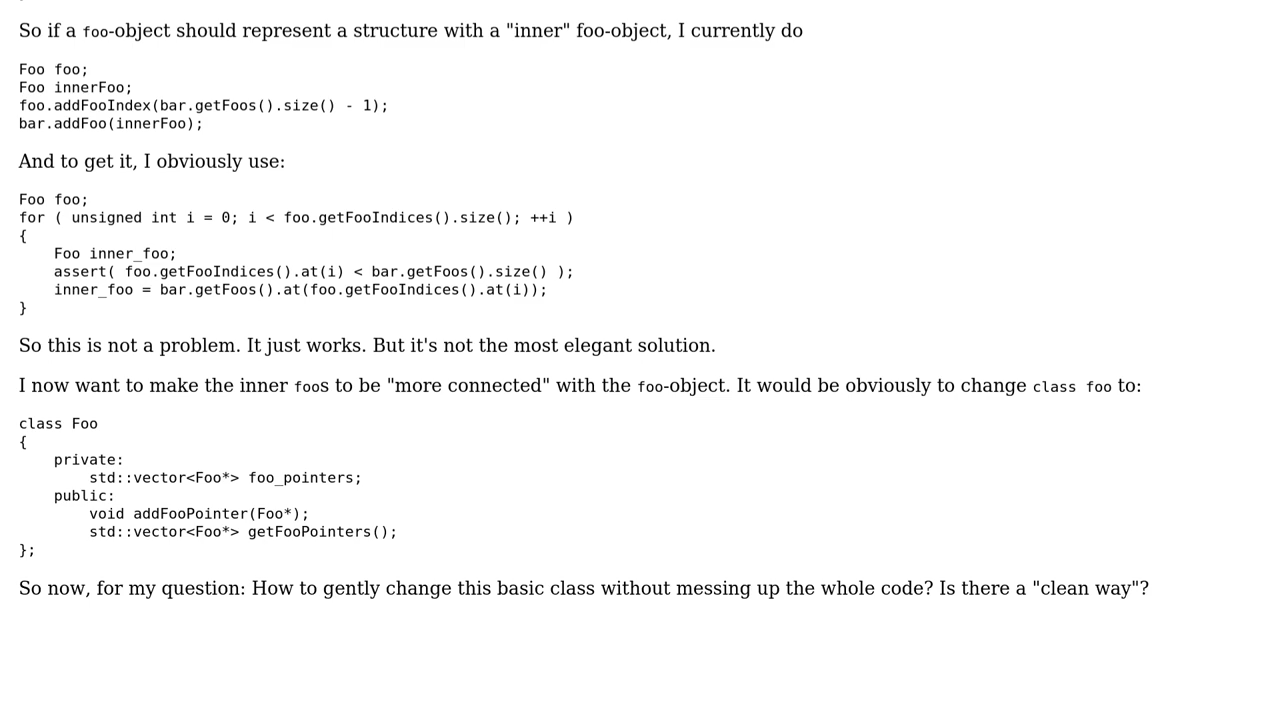 So if a foo-object should represent a structure with a "inner" foo-object, I currently do
Foo foo;
Foo innerFoo;
foo.addFooIndex(bar.getFoos().size() - 1);
bar.addFoo(innerFoo);
And to get it, I obviously use:
Foo foo;
for ( unsigned int i = 0; i < foo.getFooIndices().size(); ++i )
{
    Foo inner_foo;
    assert( foo.getFooIndices().at(i) < bar.getFoos().size() );
    inner_foo = bar.getFoos().at(foo.getFooIndices().at(i));
}
So this is not a problem. It just works. But it's not the most elegant solution.
I now want to make the inner foos to be "more connected" with the foo-object. It would be obviously to change class foo to:
class Foo
{
    private:
        std::vector<Foo*> foo_pointers;
    public:
        void addFooPointer(Foo*);
        std::vector<Foo*> getFooPointers();
};
So now, for my question: How to gently change this basic class without messing up the whole code? Is there a "clean way"?